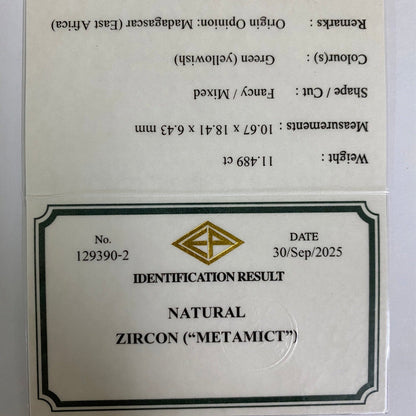 Weight : 11.489 ct
Measurements : 10.67 x 18.41 x 6.43 mm
Shape / Cut : Fancy / Mixed
Colour(s) : Green (yellowish)
Remarks : Origin Opinion: Madagascar (East Africa)
No. DATE
129390-2 30/Sep/2025
IDENTIFICATION RESULT
NATURAL
ZIRCON (“METAMICT”)